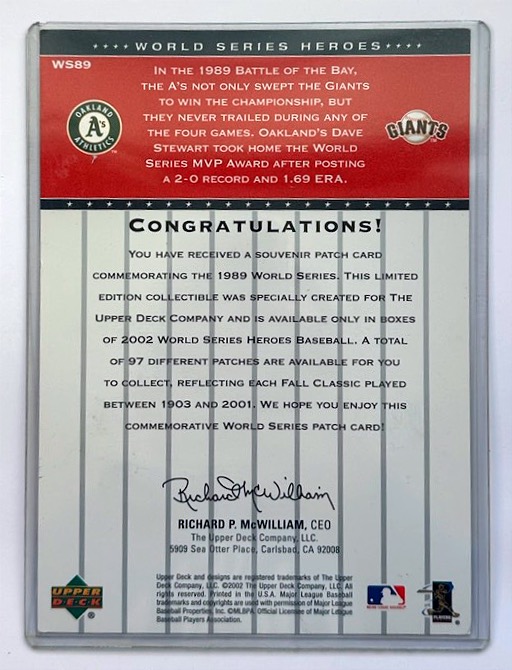 ★★★★ WORLD SERIES HEROES ★★★★
WS89
IN THE 1989 BATTLE OF THE BAY,
THE A'S NOT ONLY SWEPT THE GIANTS
TO WIN THE CHAMPIONSHIP, BUT
THEY NEVER TRAILED DURING ANY OF
THE FOUR GAMES. OAKLAND'S DAVE
STEWART TOOK HOME THE WORLD
SERIES MVP AWARD AFTER POSTING
A 2-0 RECORD AND 1.69 ERA.
OAKLAND
A's
ATHLETICS
™
GIANTS
CONGRATULATIONS!
YOU HAVE RECEIVED A SOUVENIR PATCH CARD
COMMEMORATING THE 1989 WORLD SERIES. THIS LIMITED
EDITION COLLECTIBLE WAS SPECIALLY CREATED FOR THE
UPPER DECK COMPANY AND IS AVAILABLE ONLY IN BOXES
OF 2002 WORLD SERIES HEROES BASEBALL. A TOTAL
OF 97 DIFFERENT PATCHES ARE AVAILABLE FOR YOU
TO COLLECT, REFLECTING EACH FALL CLASSIC PLAYED
BETWEEN 1903 AND 2001. WE HOPE YOU ENJOY THIS
COMMEMORATIVE WORLD SERIES PATCH CARD!
Richard McWilliam
RICHARD P. McWILLIAM, CEO
The Upper Deck Company, LLC.
5909 Sea Otter Place, Carlsbad, CA 92008
Upper Deck and designs are registered trademarks of The Upper
Deck Company, LLC. ©2002 The Upper Deck Company, LLC. All
rights reserved. Printed in the U.S.A. Major League Baseball
trademarks and copyrights are used with permission of Major League
Baseball Properties, Inc. ©MLBPA. Official Licensee of Major League
Baseball Players Association.
UPPER
DECK
®
PLAYERS